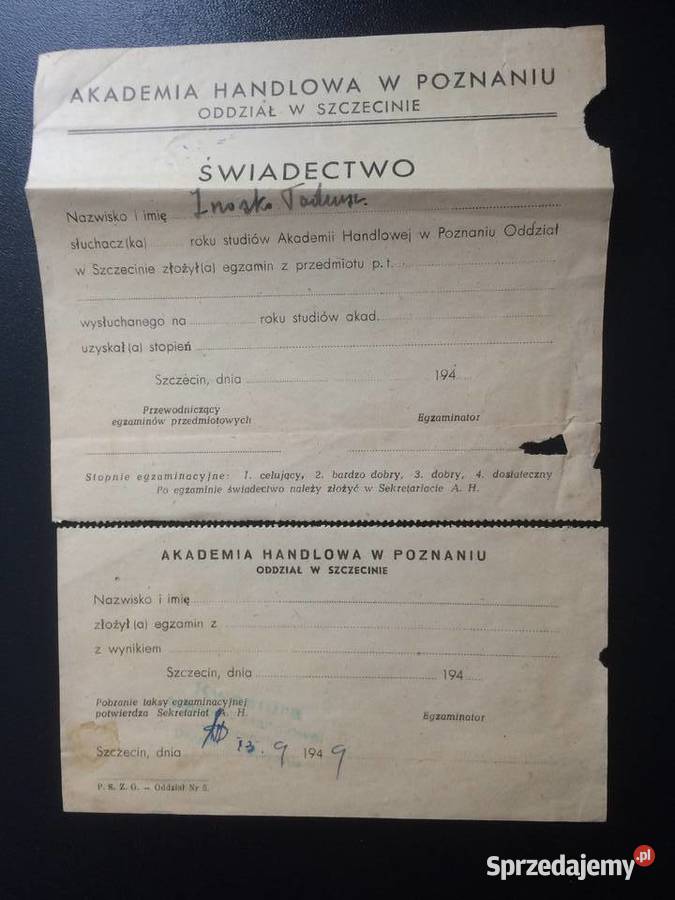 AKADEMIA HANDLOWA W POZNANIU
ODDZIAŁ W SZCZECINIE
ŚWIADECTWO
Nazwisko i imię Tadeusz
słuchacz(ka) roku studiów Akademii Handlowej w Poznaniu Oddział
w Szczecinie złożył(a) egzamin z przedmiotu p.t.
wysłuchanego na roku studiów akad.
uzyskał(a) stopień
Szczecin, dnia 194
Przewodniczący
egzaminów przedmiotowych
Egzaminator
Stopnie egzaminacyjne: 1. celujący, 2. bardzo dobry, 3. dobry, 4. dostateczny
Po egzaminie świadectwo należy złożyć w Sekretariacie A. H.
AKADEMIA HANDLOWA W POZNANIU
ODDZIAŁ W SZCZECINIE
Nazwisko i imię
złożył(a) egzamin z
z wynikiem
Szczecin, dnia 194
Pobranie taksy egzaminacyjnej
potwierdza Sekretariat A. H.
Egzaminator
Szczecin, dnia 13. 9 1949
P. S. Z. G. — Oddział Nr 5.
Sprzedajemy.pl